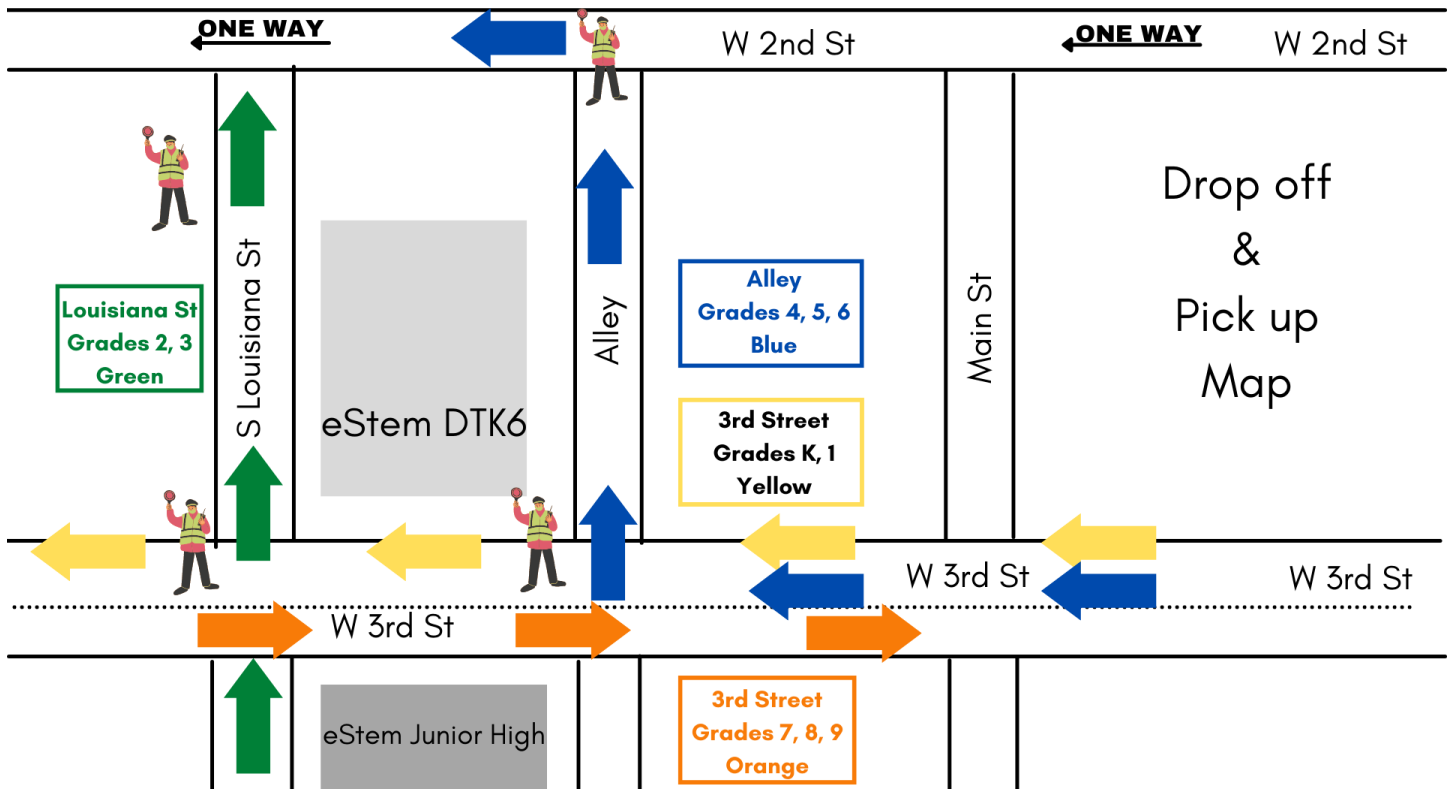 ONE WAY
W 2nd St
ONE WAY
W 2nd St
Drop off
&
Pick up
Map
Louisiana St
Grades 2, 3
Green
S Louisiana St
eStem DTK6
Alley
Alley
Grades 4, 5, 6
Blue
3rd Street
Grades K, 1
Yellow
Main St
W 3rd St
W 3rd St
W 3rd St
eStem Junior High
3rd Street
Grades 7, 8, 9
Orange